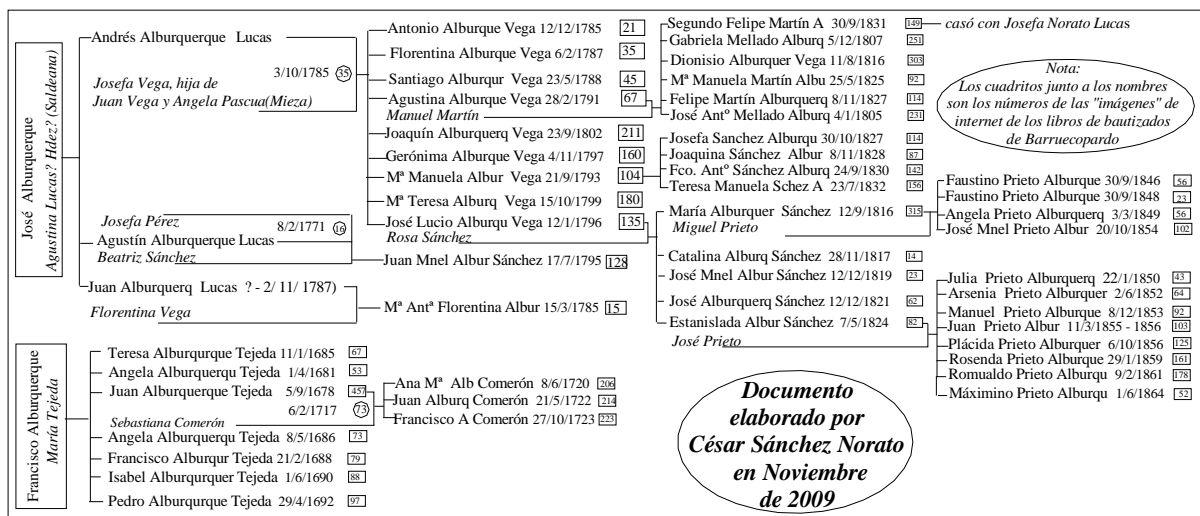 José Alburquerque
Agustina Lucas? Hdez? (Saldeana)
Andrés Alburquerque Lucas
3/10/1785 35
Josefa Vega, hija de
Juan Vega y Angela Pascua(Mieza)
Josefa Pérez
8/2/1771 16
Agustín Alburquerque Lucas
Beatriz Sánchez
Juan Alburquerq Lucas ? - 2/ 11/ 1787)
Florentina Vega
Antonio Alburque Vega 12/12/1785 21
Florentina Alburque Vega 6/2/1787 35
Santiago Alburqur Vega 23/5/1788 45
Agustina Alburque Vega 28/2/1791 67
Manuel Martín
Joaquín Alburquerq Vega 23/9/1802 211
Gerónima Alburque Vega 4/11/1797 160
Mª Manuela Albur Vega 21/9/1793 104
Mª Teresa Alburq Vega 15/10/1799 180
José Lucio Alburqu Vega 12/1/1796 135
Rosa Sánchez
Juan Mnel Albur Sánchez 17/7/1795 128
Mª Antª Florentina Albur 15/3/1785 15
Segundo Felipe Martín A 30/9/1831 149 casó con Josefa Norato Lucas
Gabriela Mellado Alburq 5/12/1807 251
Dionisio Alburquer Vega 11/8/1816 303
Mª Manuela Martín Albu 25/5/1825 92
Felipe Martín Alburquerq 8/11/1827 114
José Antº Mellado Alburq 4/1/1805 231
Josefa Sanchez Alburqu 30/10/1827 114
Joaquina Sánchez Albur 8/11/1828 87
Fco. Antº Sánchez Alburq 24/9/1830 142
Teresa Manuela Schez A 23/7/1832 156
María Alburquer Sánchez 12/9/1816 315
Miguel Prieto
Catalina Alburq Sánchez 28/11/1817 14
José Mnel Albur Sánchez 12/12/1819 23
José Alburquerq Sánchez 12/12/1821 62
Estanislada Albur Sánchez 7/5/1824 82
José Prieto
Nota:
Los cuadritos junto a los nombres
son los números de las "imágenes" de
internet de los libros de bautizados
de Barruecopardo
Faustino Prieto Alburque 30/9/1846 56
Faustino Prieto Alburque 30/9/1848 23
Angela Prieto Alburquerq 3/3/1849 56
José Mnel Prieto Albur 20/10/1854 102
Julia Prieto Alburquerq 22/1/1850 43
Arsenia Prieto Alburquer 2/6/1852 64
Manuel Prieto Alburque 8/12/1853 92
Juan Prieto Albur 11/3/1855 - 1856 103
Plácida Prieto Alburquer 6/10/1856 125
Rosenda Prieto Alburque 29/1/1859 161
Romualdo Prieto Alburqu 9/2/1861 178
Máximino Prieto Alburqu 1/6/1864 52
Francisco Alburquerque
María Tejeda
Teresa Alburqurque Tejeda 11/1/1685 67
Angela Alburquerqu Tejeda 1/4/1681 53
Juan Alburquerque Tejeda 5/9/1678 457
6/2/1717 73
Sebastiana Comerón
Angela Alburquerqu Tejeda 8/5/1686 73
Francisco Alburqur Tejeda 21/2/1688 79
Isabel Alburqurquer Tejeda 1/6/1690 88
Pedro Alburqurque Tejeda 29/4/1692 97
Ana Mª Alb Comerón 8/6/1720 206
Juan Alburq Comerón 21/5/1722 214
Francisco A Comerón 27/10/1723 223
Documento
elaborado por
César Sánchez Norato
en Noviembre
de 2009